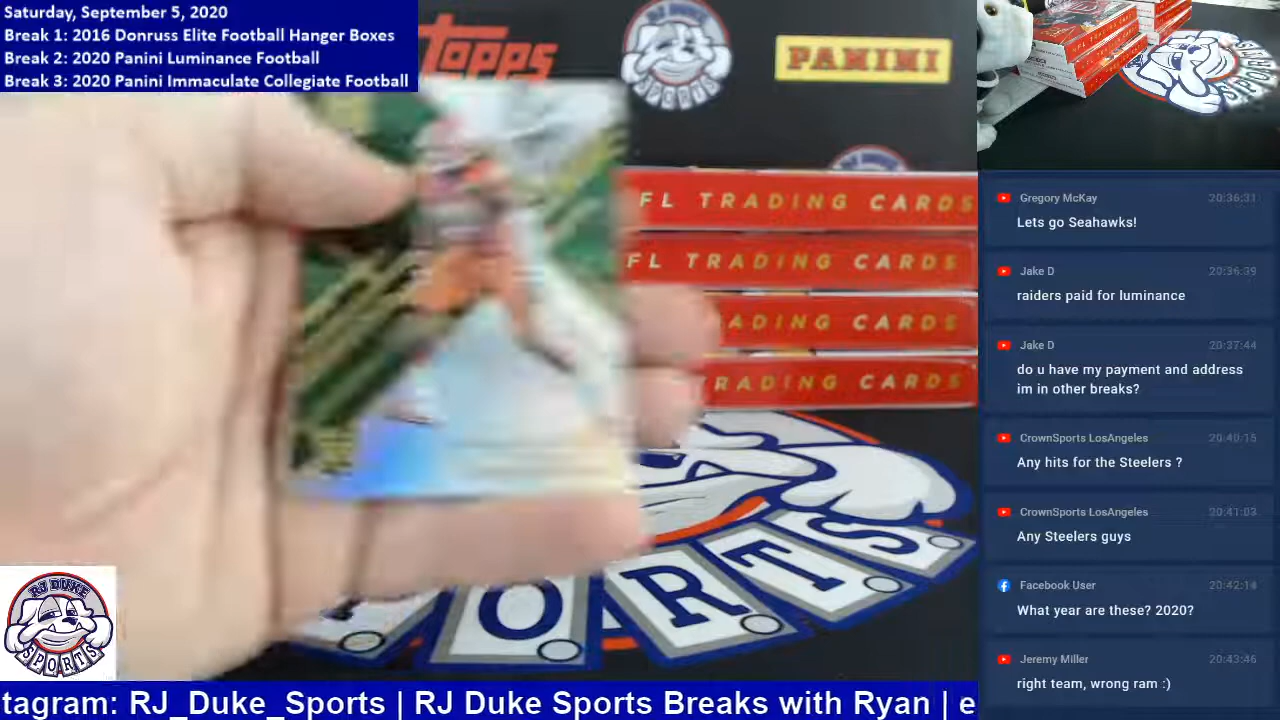 Saturday, September 5, 2020
Break 1: 2016 Donruss Elite Football Hanger Boxes
Break 2: 2020 Panini Luminance Football
Break 3: 2020 Panini Immaculate Collegiate Football
TOPPS
PANINI
FL TRADING CARDS
FL TRADING CARDS
ADING CARDS
RADING CARDS
ORTS
RJ DUKE
SPORTS
Gregory McKay 20:36:31
Lets go Seahawks!
Jake D 20:36:39
raiders paid for luminance
Jake D 20:37:44
do u have my payment and address
im in other breaks?
CrownSports LosAngeles 20:40:15
Any hits for the Steelers ?
CrownSports LosAngeles 20:41:03
Any Steelers guys
Facebook User 20:42:14
What year are these? 2020?
Jeremy Miller 20:43:46
right team, wrong ram :)
tagram: RJ_Duke_Sports | RJ Duke Sports Breaks with Ryan | e